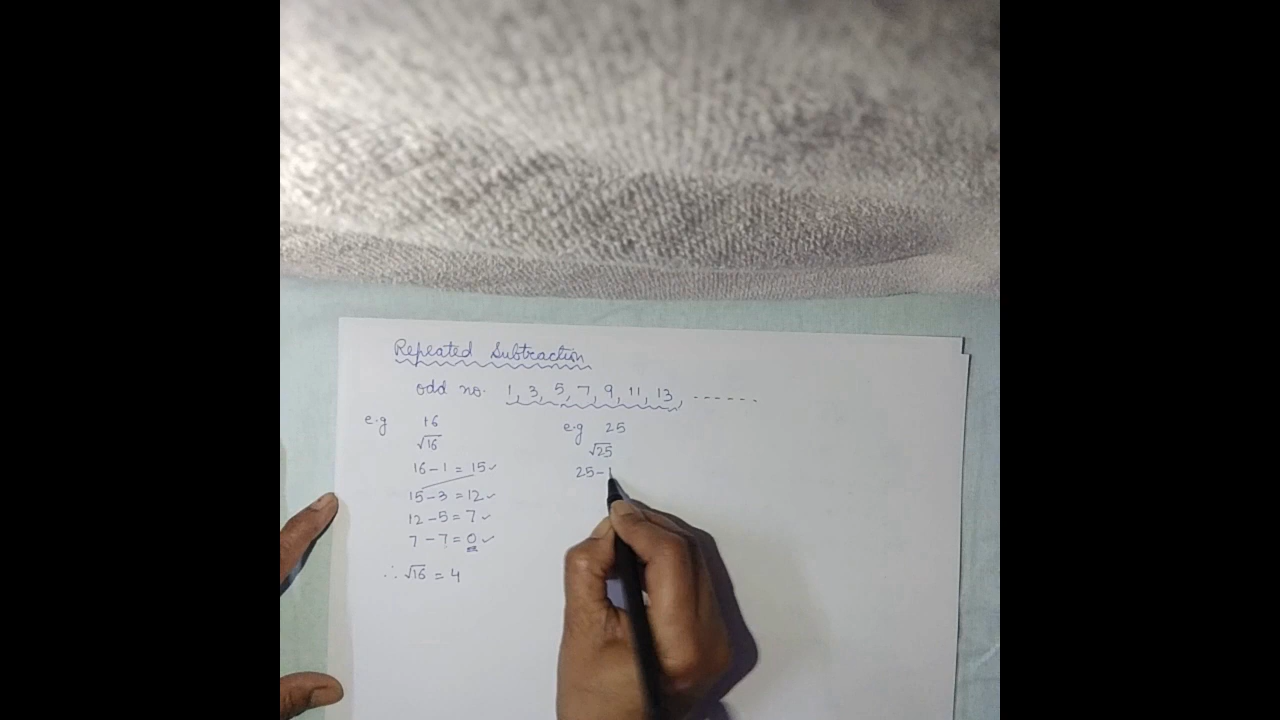 Repeated Subtraction
odd no. 1, 3, 5, 7, 9, 11, 13, ------
e.g 16
√16
16-1=15✓
15-3=12✓
12-5=7✓
7-7=0✓
∴ √16 = 4
e.g 25
√25
25-1